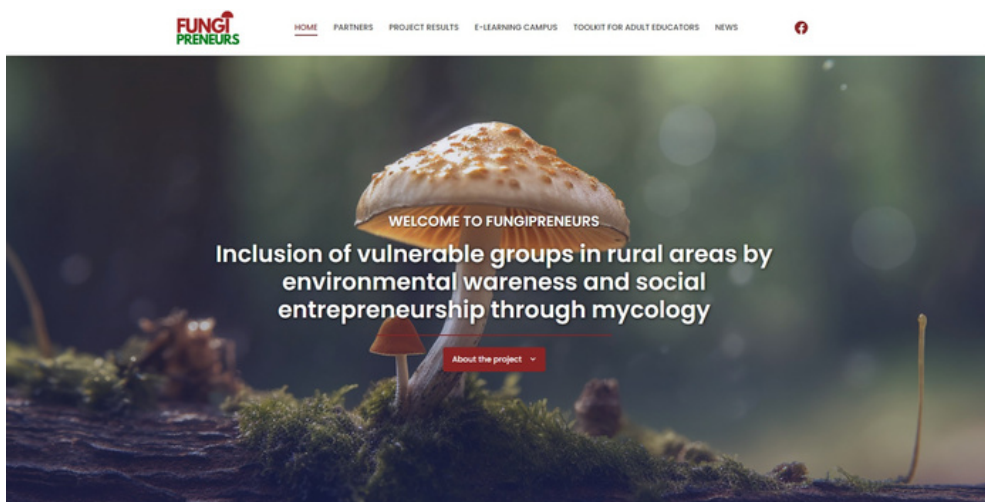 FUNGI
PRENEURS
HOME PARTNERS PROJECT RESULTS E-LEARNING CAMPUS TOOLKIT FOR ADULT EDUCATORS NEWS
WELCOME TO FUNGIPRENEURS
Inclusion of vulnerable groups in rural areas by
environmental wareness and social
entrepreneurship through mycology
About the project